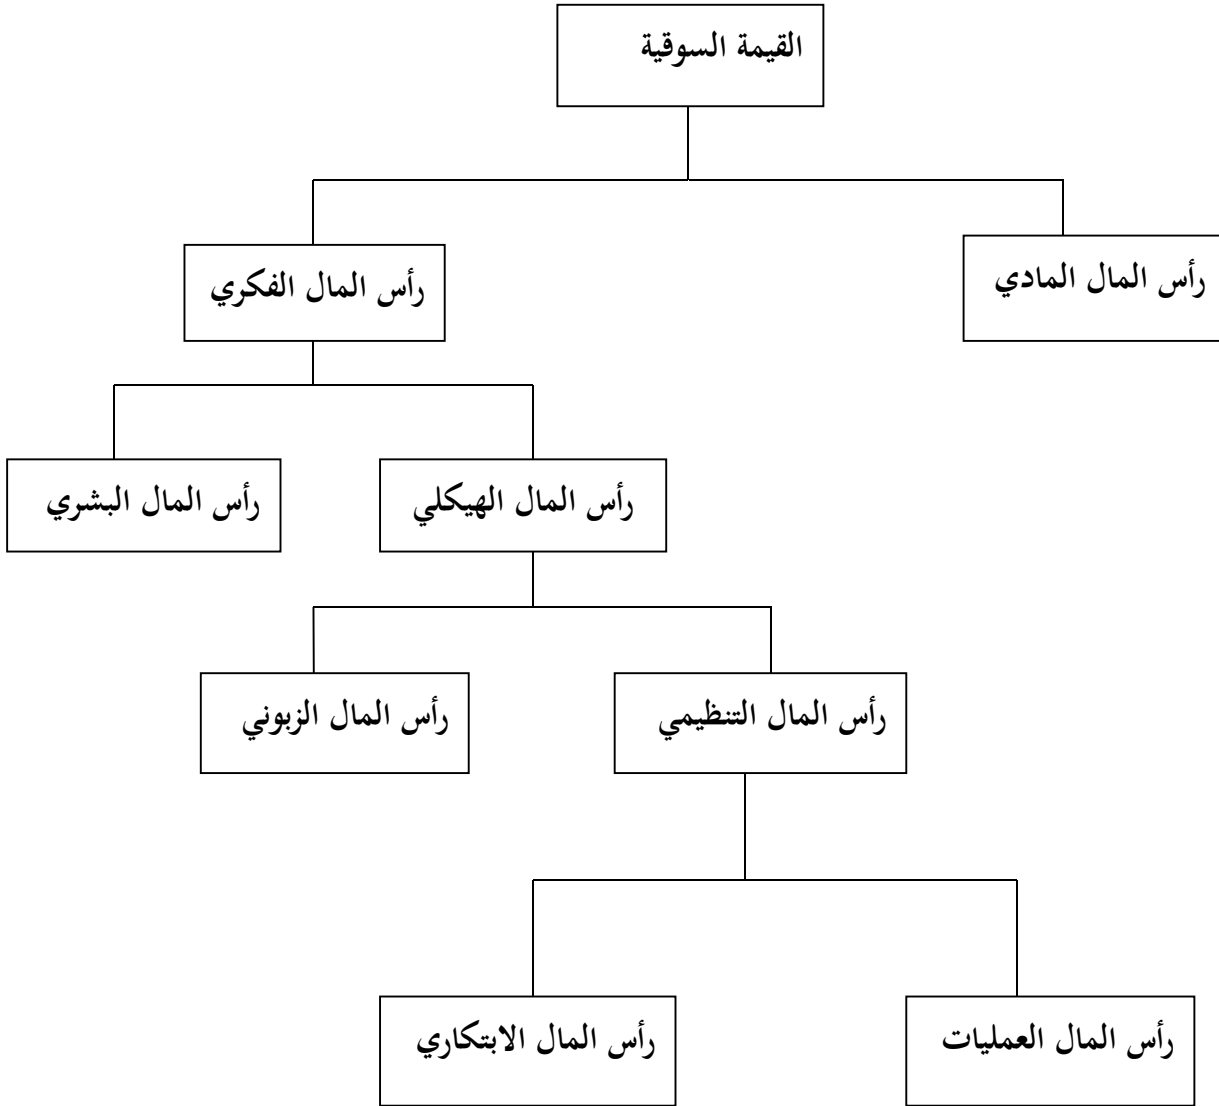 القيمة السوقية
رأس المال المادي
رأس المال الفكري
رأس المال الهيكلي
رأس المال البشري
رأس المال التنظيمي
رأس المال الزبوني
رأس المال العمليات
رأس المال الابتكاري